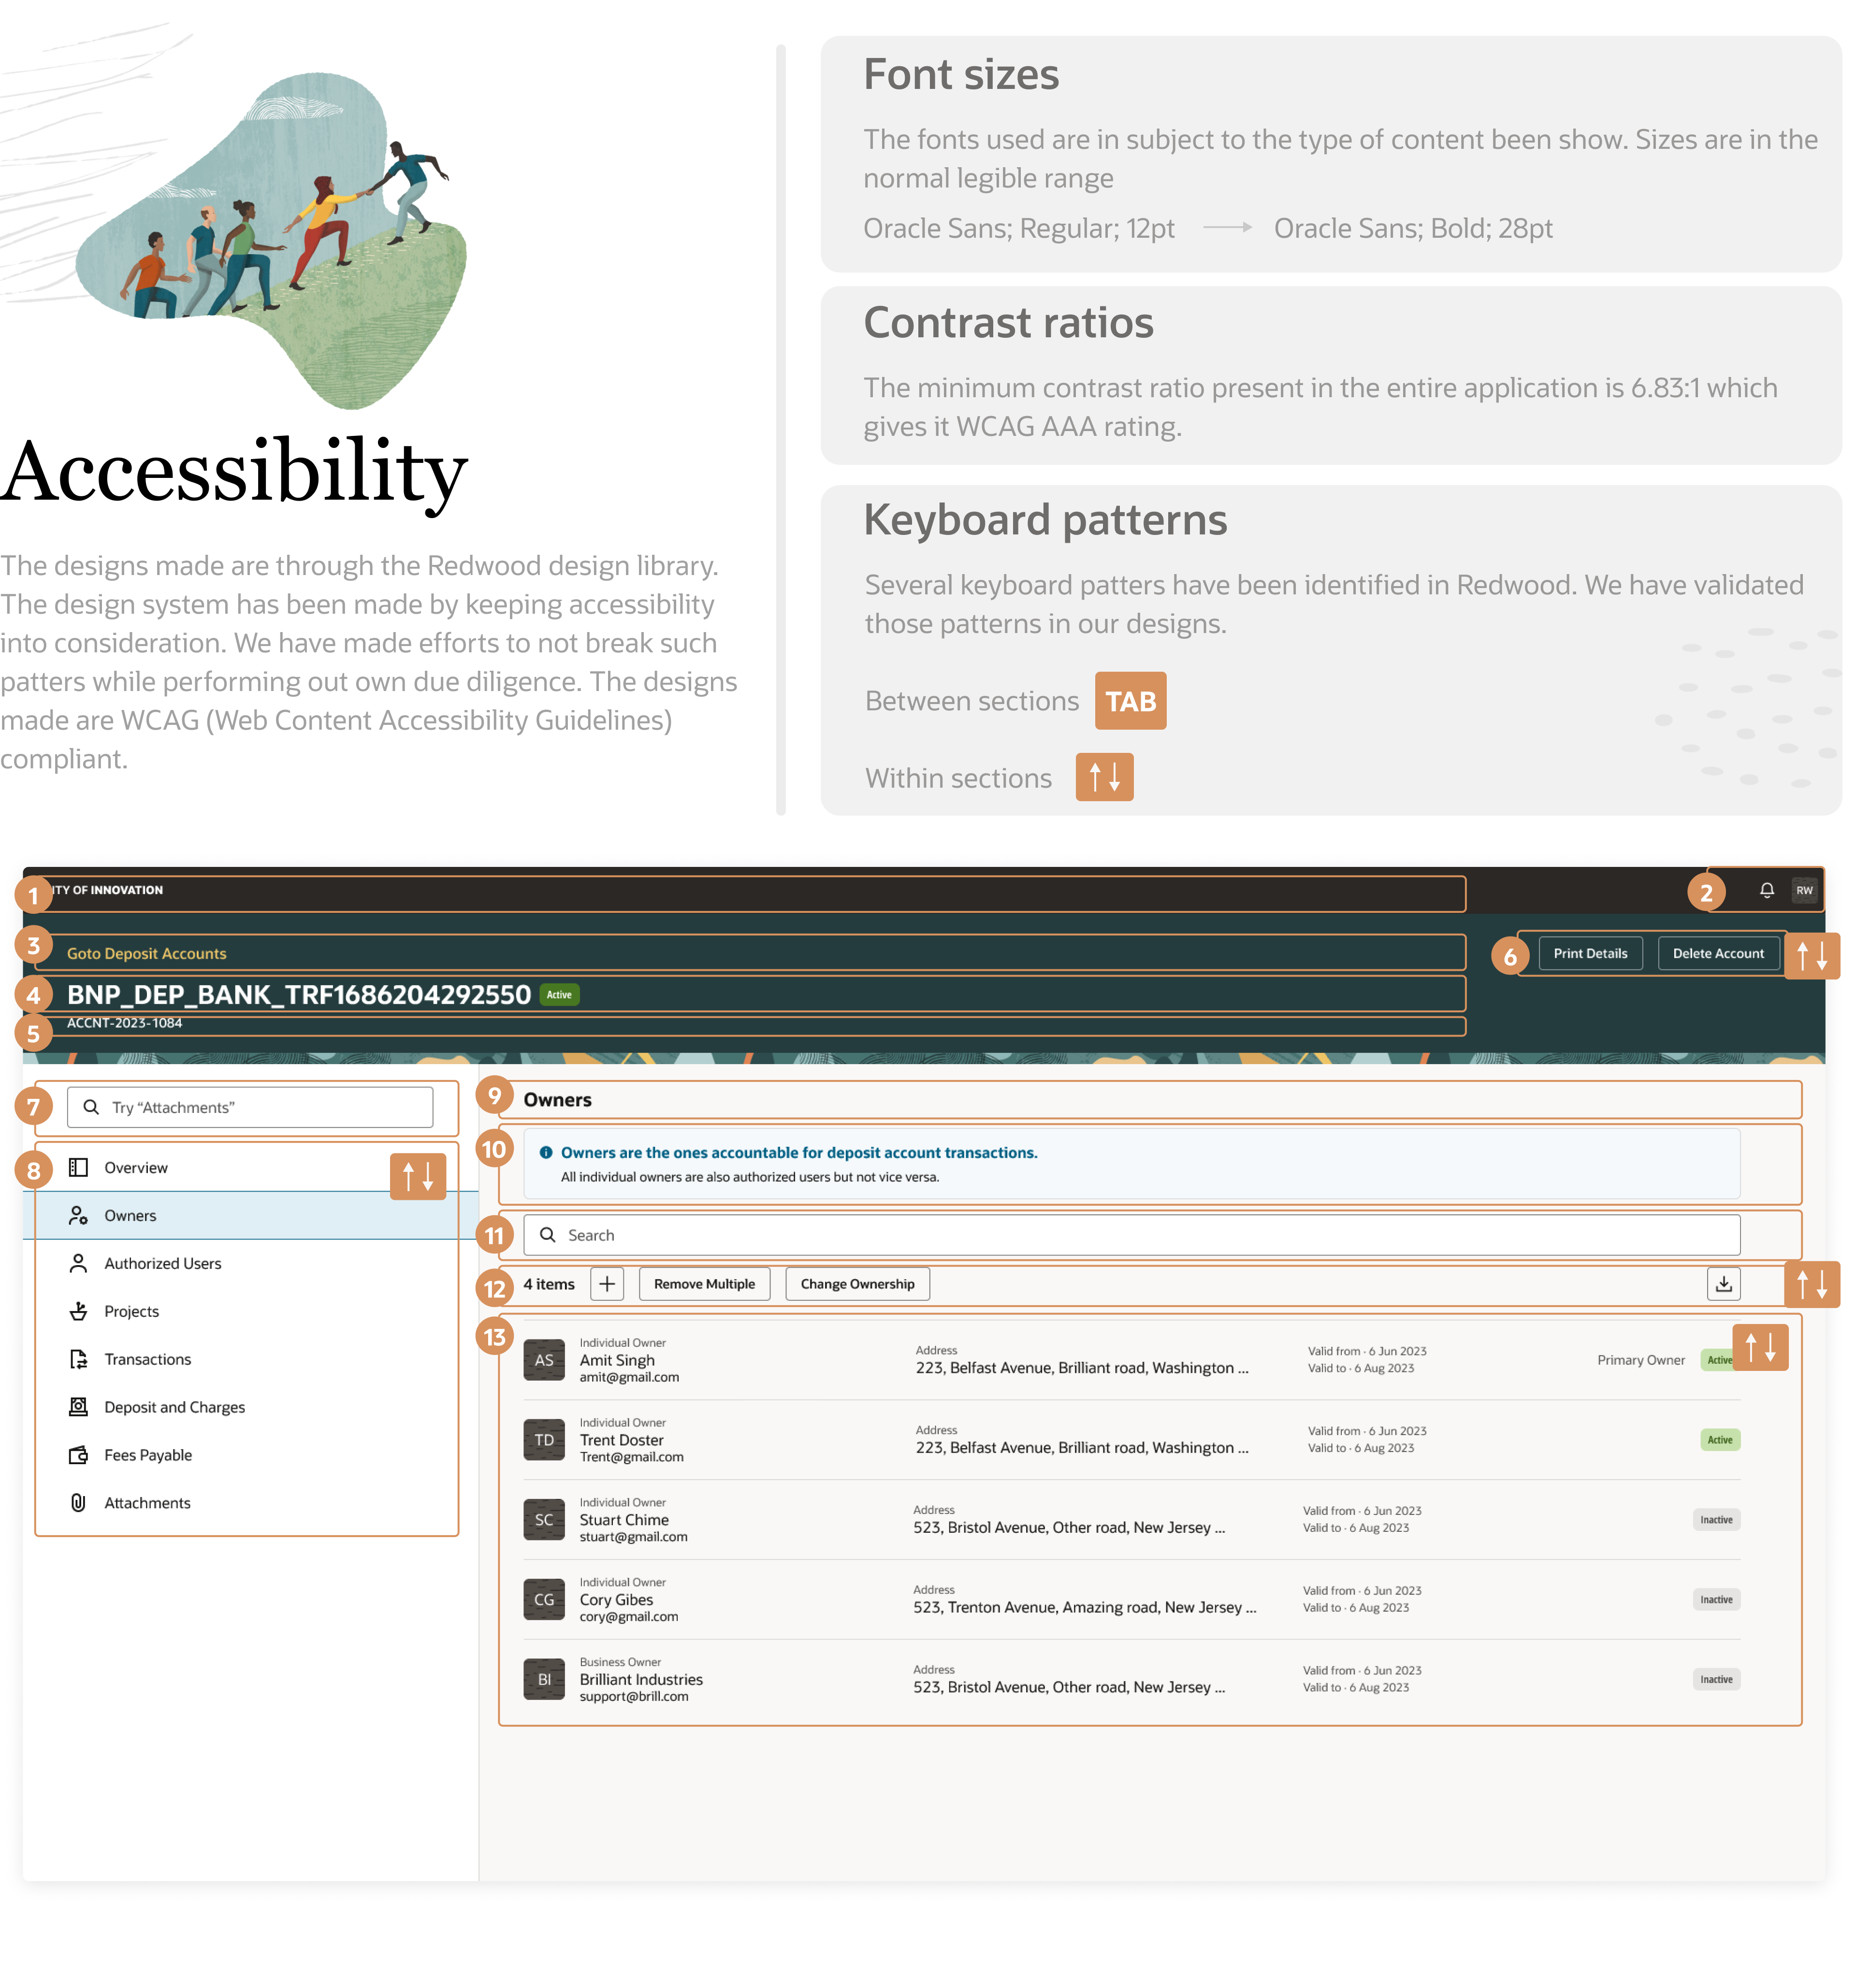 Accessibility
The designs made are through the Redwood design library.
The design system has been made by keeping accessibility
into consideration. We have made efforts to not break such
patters while performing out own due diligence. The designs
made are WCAG (Web Content Accessibility Guidelines)
compliant.
Font sizes
The fonts used are in subject to the type of content been show. Sizes are in the
normal legible range
Oracle Sans; Regular; 12pt → Oracle Sans; Bold; 28pt
Contrast ratios
The minimum contrast ratio present in the entire application is 6.83:1 which
gives it WCAG AAA rating.
Keyboard patterns
Several keyboard patters have been identified in Redwood. We have validated
those patterns in our designs.
Between sections TAB
Within sections ↑↓
1 ITY OF INNOVATION
2 RW
3 Goto Deposit Accounts
4 BNP_DEP_BANK_TRF1686204292550 Active
5 ACCNT-2023-1084
6 Print Details Delete Account ↑↓
7 Try “Attachments”
8 Overview ↑↓
Owners
Authorized Users
Projects
Transactions
Deposit and Charges
Fees Payable
Attachments
9 Owners
10 Owners are the ones accountable for deposit account transactions.
All individual owners are also authorized users but not vice versa.
11 Search
12 4 items + Remove Multiple Change Ownership ↑↓
13 ↑↓
Individual Owner
Amit Singh
amit@gmail.com
Address
223, Belfast Avenue, Brilliant road, Washington ...
Valid from · 6 Jun 2023
Valid to · 6 Aug 2023
Primary Owner Active
AS
Individual Owner
Trent Doster
Trent@gmail.com
Address
223, Belfast Avenue, Brilliant road, Washington ...
Valid from · 6 Jun 2023
Valid to · 6 Aug 2023
Active
TD
Individual Owner
Stuart Chime
stuart@gmail.com
Address
523, Bristol Avenue, Other road, New Jersey ...
Valid from · 6 Jun 2023
Valid to · 6 Aug 2023
Inactive
SC
Individual Owner
Cory Gibes
cory@gmail.com
Address
523, Trenton Avenue, Amazing road, New Jersey ...
Valid from · 6 Jun 2023
Valid to · 6 Aug 2023
Inactive
CG
Business Owner
Brilliant Industries
support@brill.com
Address
523, Bristol Avenue, Other road, New Jersey ...
Valid from · 6 Jun 2023
Valid to · 6 Aug 2023
Inactive
BI